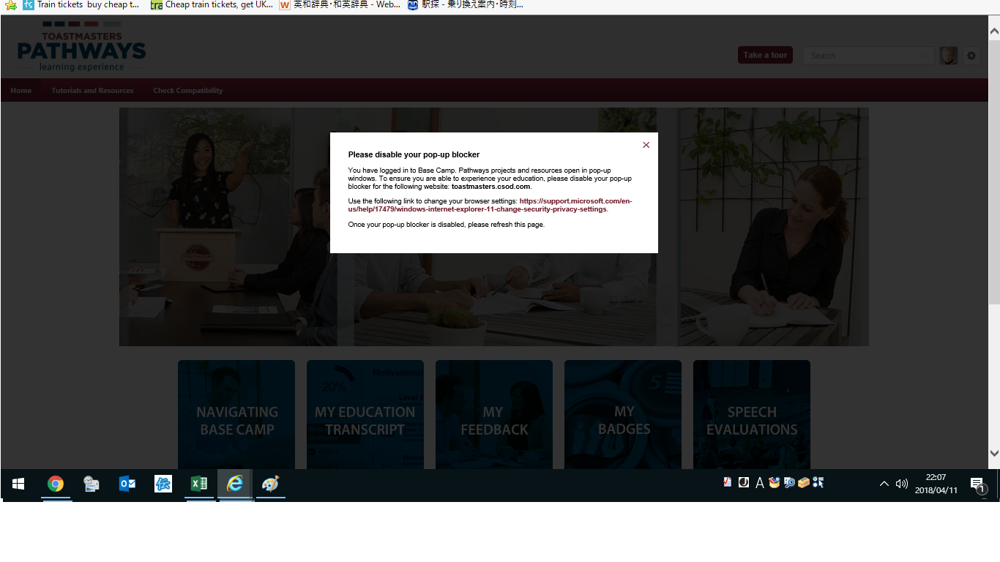 Train tickets  buy cheap t...
Cheap train tickets, get UK...
英和辞典・和英辞典 - Web...
駅探 - 乗り換え案内・時刻...
TOASTMASTERS
PATHWAYS
learning experience
Take a tour
Search
Home
Tutorials and Resources
Check Compatibility
Please disable your pop-up blocker
You have logged in to Base Camp. Pathways projects and resources open in pop-up
windows. To ensure you are able to experience your education, please disable your pop-up
blocker for the following website: toastmasters.csod.com.
Use the following link to change your browser settings: https://support.microsoft.com/en-
us/help/17479/windows-internet-explorer-11-change-security-privacy-settings.
Once your pop-up blocker is disabled, please refresh this page.
TOASTMASTERS
NAVIGATING
BASE CAMP
20%
Motivational
Level 3
MY EDUCATION
TRANSCRIPT
MY
FEEDBACK
5
MY
BADGES
SPEECH
EVALUATIONS
伝
A
22:07
2018/04/11
1